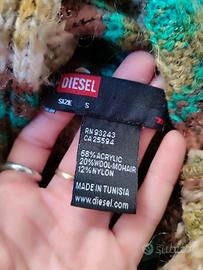 DIESEL
SIZE S
RN 93243
CA 25594
68% ACRYLIC
20% WOOL-MOHAIR
12% NYLON
MADE IN TUNISIA
www.diesel.com
Subito